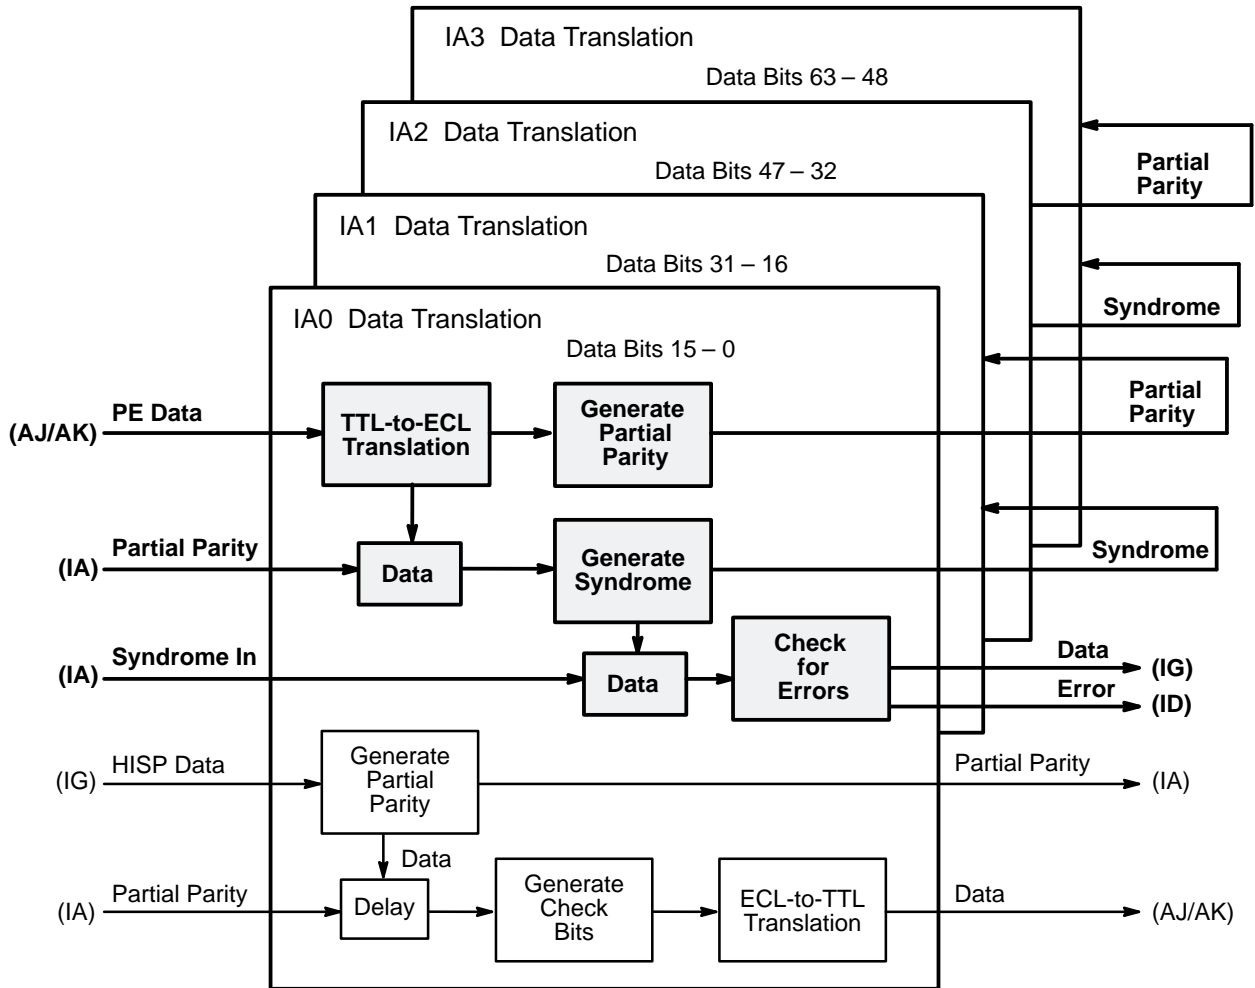 IA3 Data Translation
Data Bits 63 – 48
IA2 Data Translation
Data Bits 47 – 32
Partial
Parity
IA1 Data Translation
Data Bits 31 – 16
Syndrome
IA0 Data Translation
Data Bits 15 – 0
Partial
Parity
(AJ/AK)
PE Data
TTL-to-ECL
Translation
Generate
Partial
Parity
(IA)
Partial Parity
Data
Generate
Syndrome
Syndrome
(IA)
Syndrome In
Data
Check
for
Errors
Data
(IG)
Error
(ID)
(IG)
HISP Data
Generate
Partial
Parity
Partial Parity
(IA)
Data
(IA)
Partial Parity
Delay
Generate
Check
Bits
ECL-to-TTL
Translation
Data
(AJ/AK)